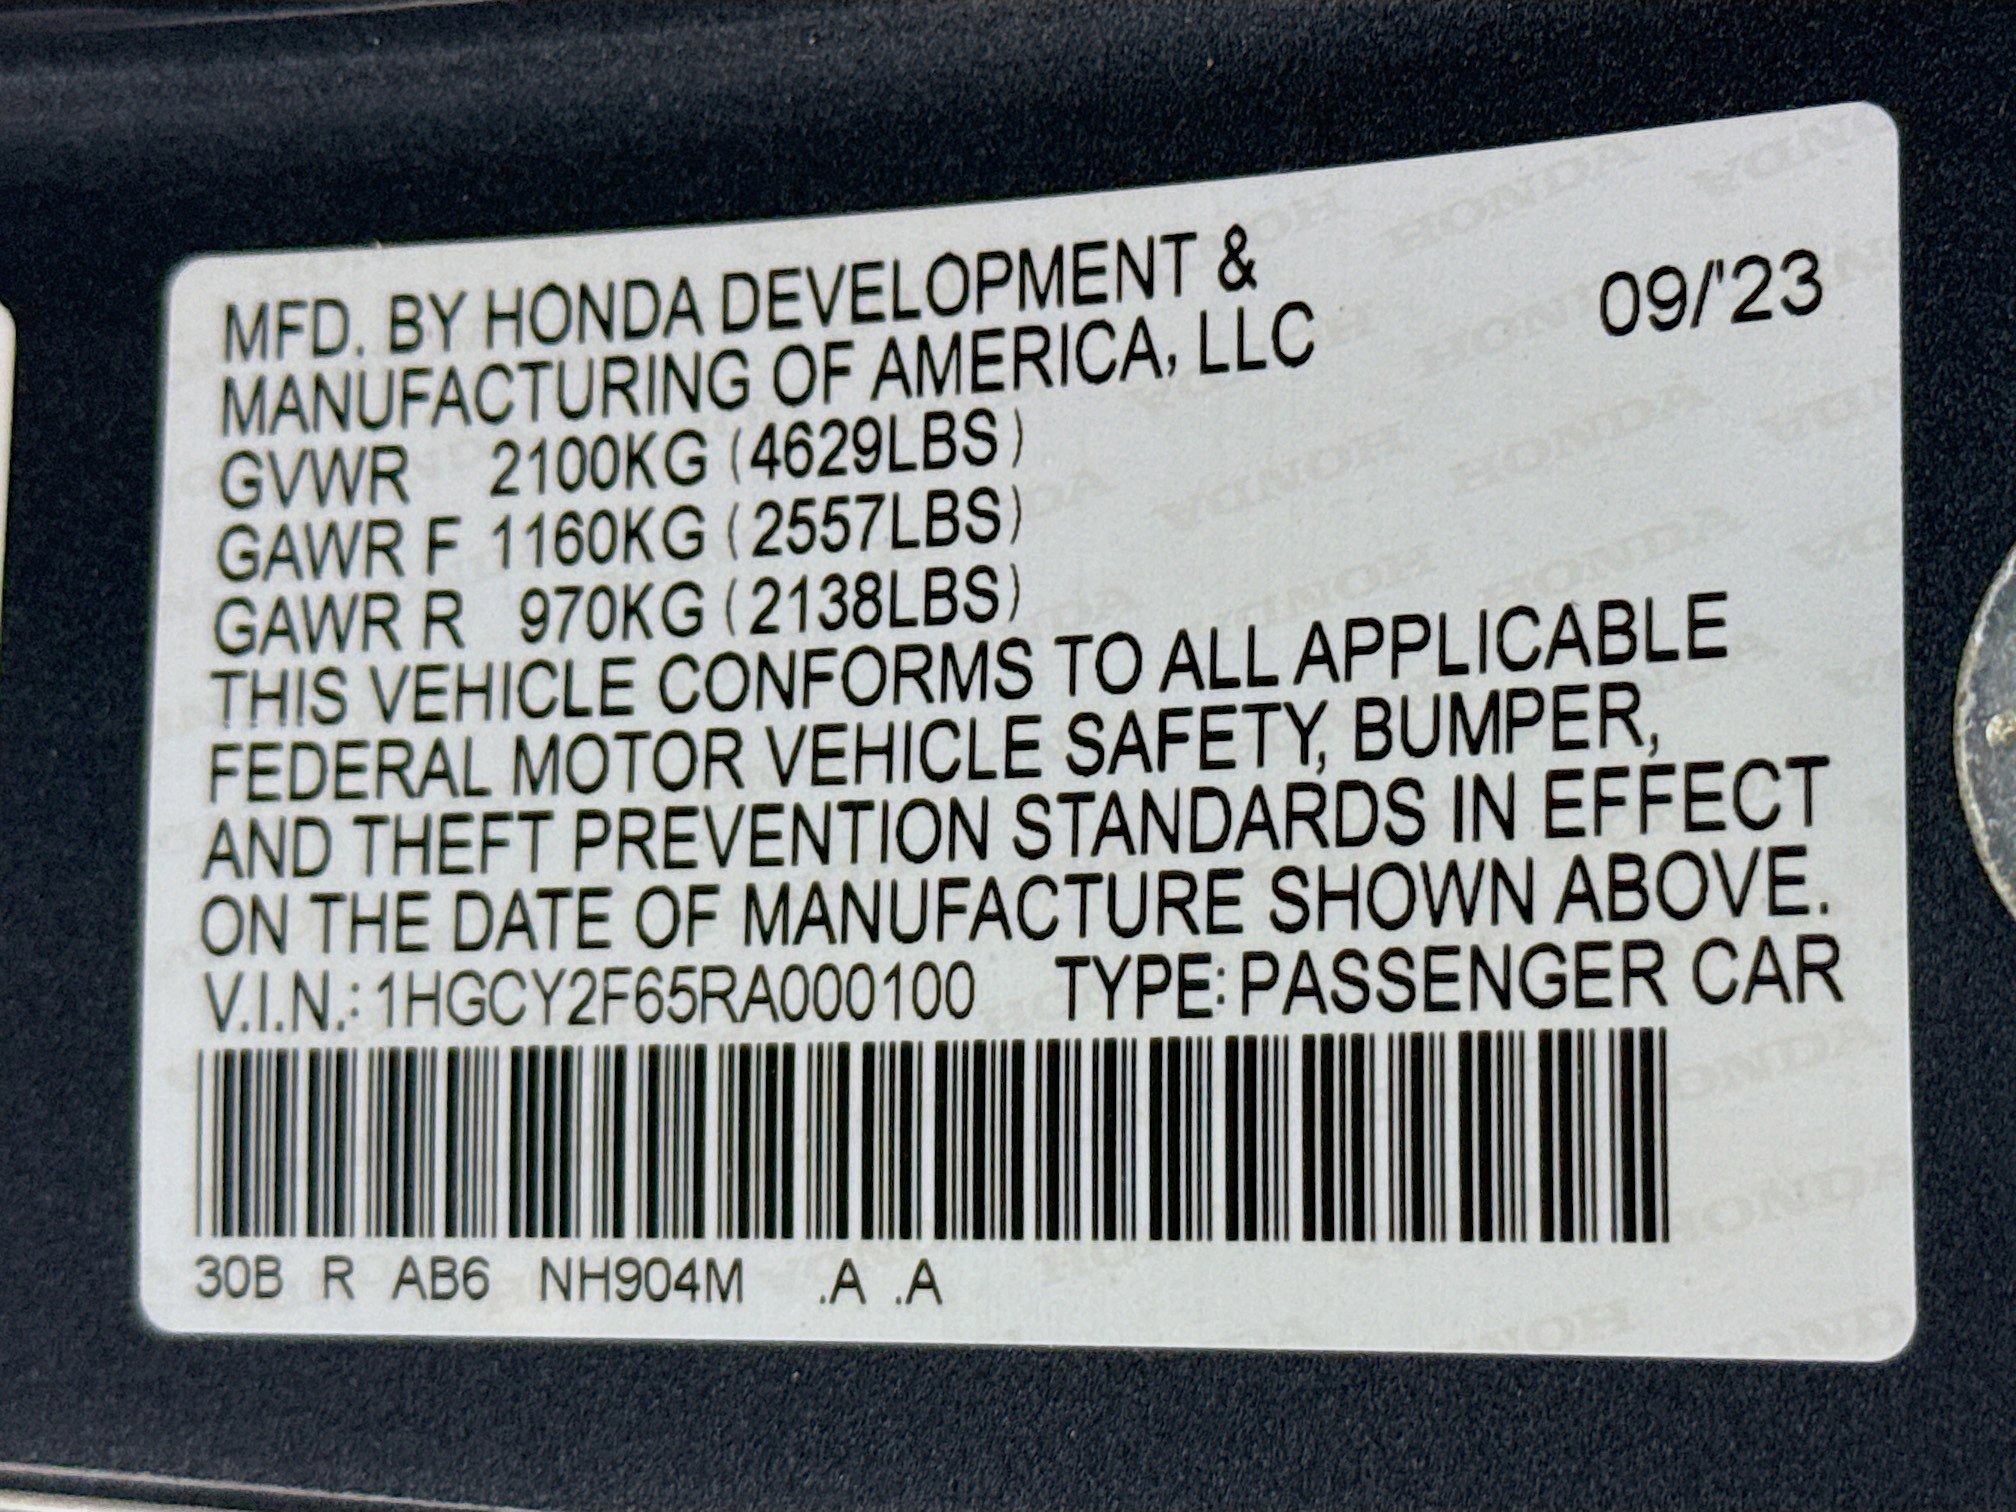 MFD. BY HONDA DEVELOPMENT & 09/'23
MANUFACTURING OF AMERICA, LLC
GVWR 2100KG (4629LBS)
GAWR F 1160KG (2557LBS)
GAWR R 970KG (2138LBS)
THIS VEHICLE CONFORMS TO ALL APPLICABLE
FEDERAL MOTOR VEHICLE SAFETY, BUMPER,
AND THEFT PREVENTION STANDARDS IN EFFECT
ON THE DATE OF MANUFACTURE SHOWN ABOVE.
V.I.N.: 1HGCY2F65RA000100 TYPE: PASSENGER CAR
30B R AB6 NH904M .A .A